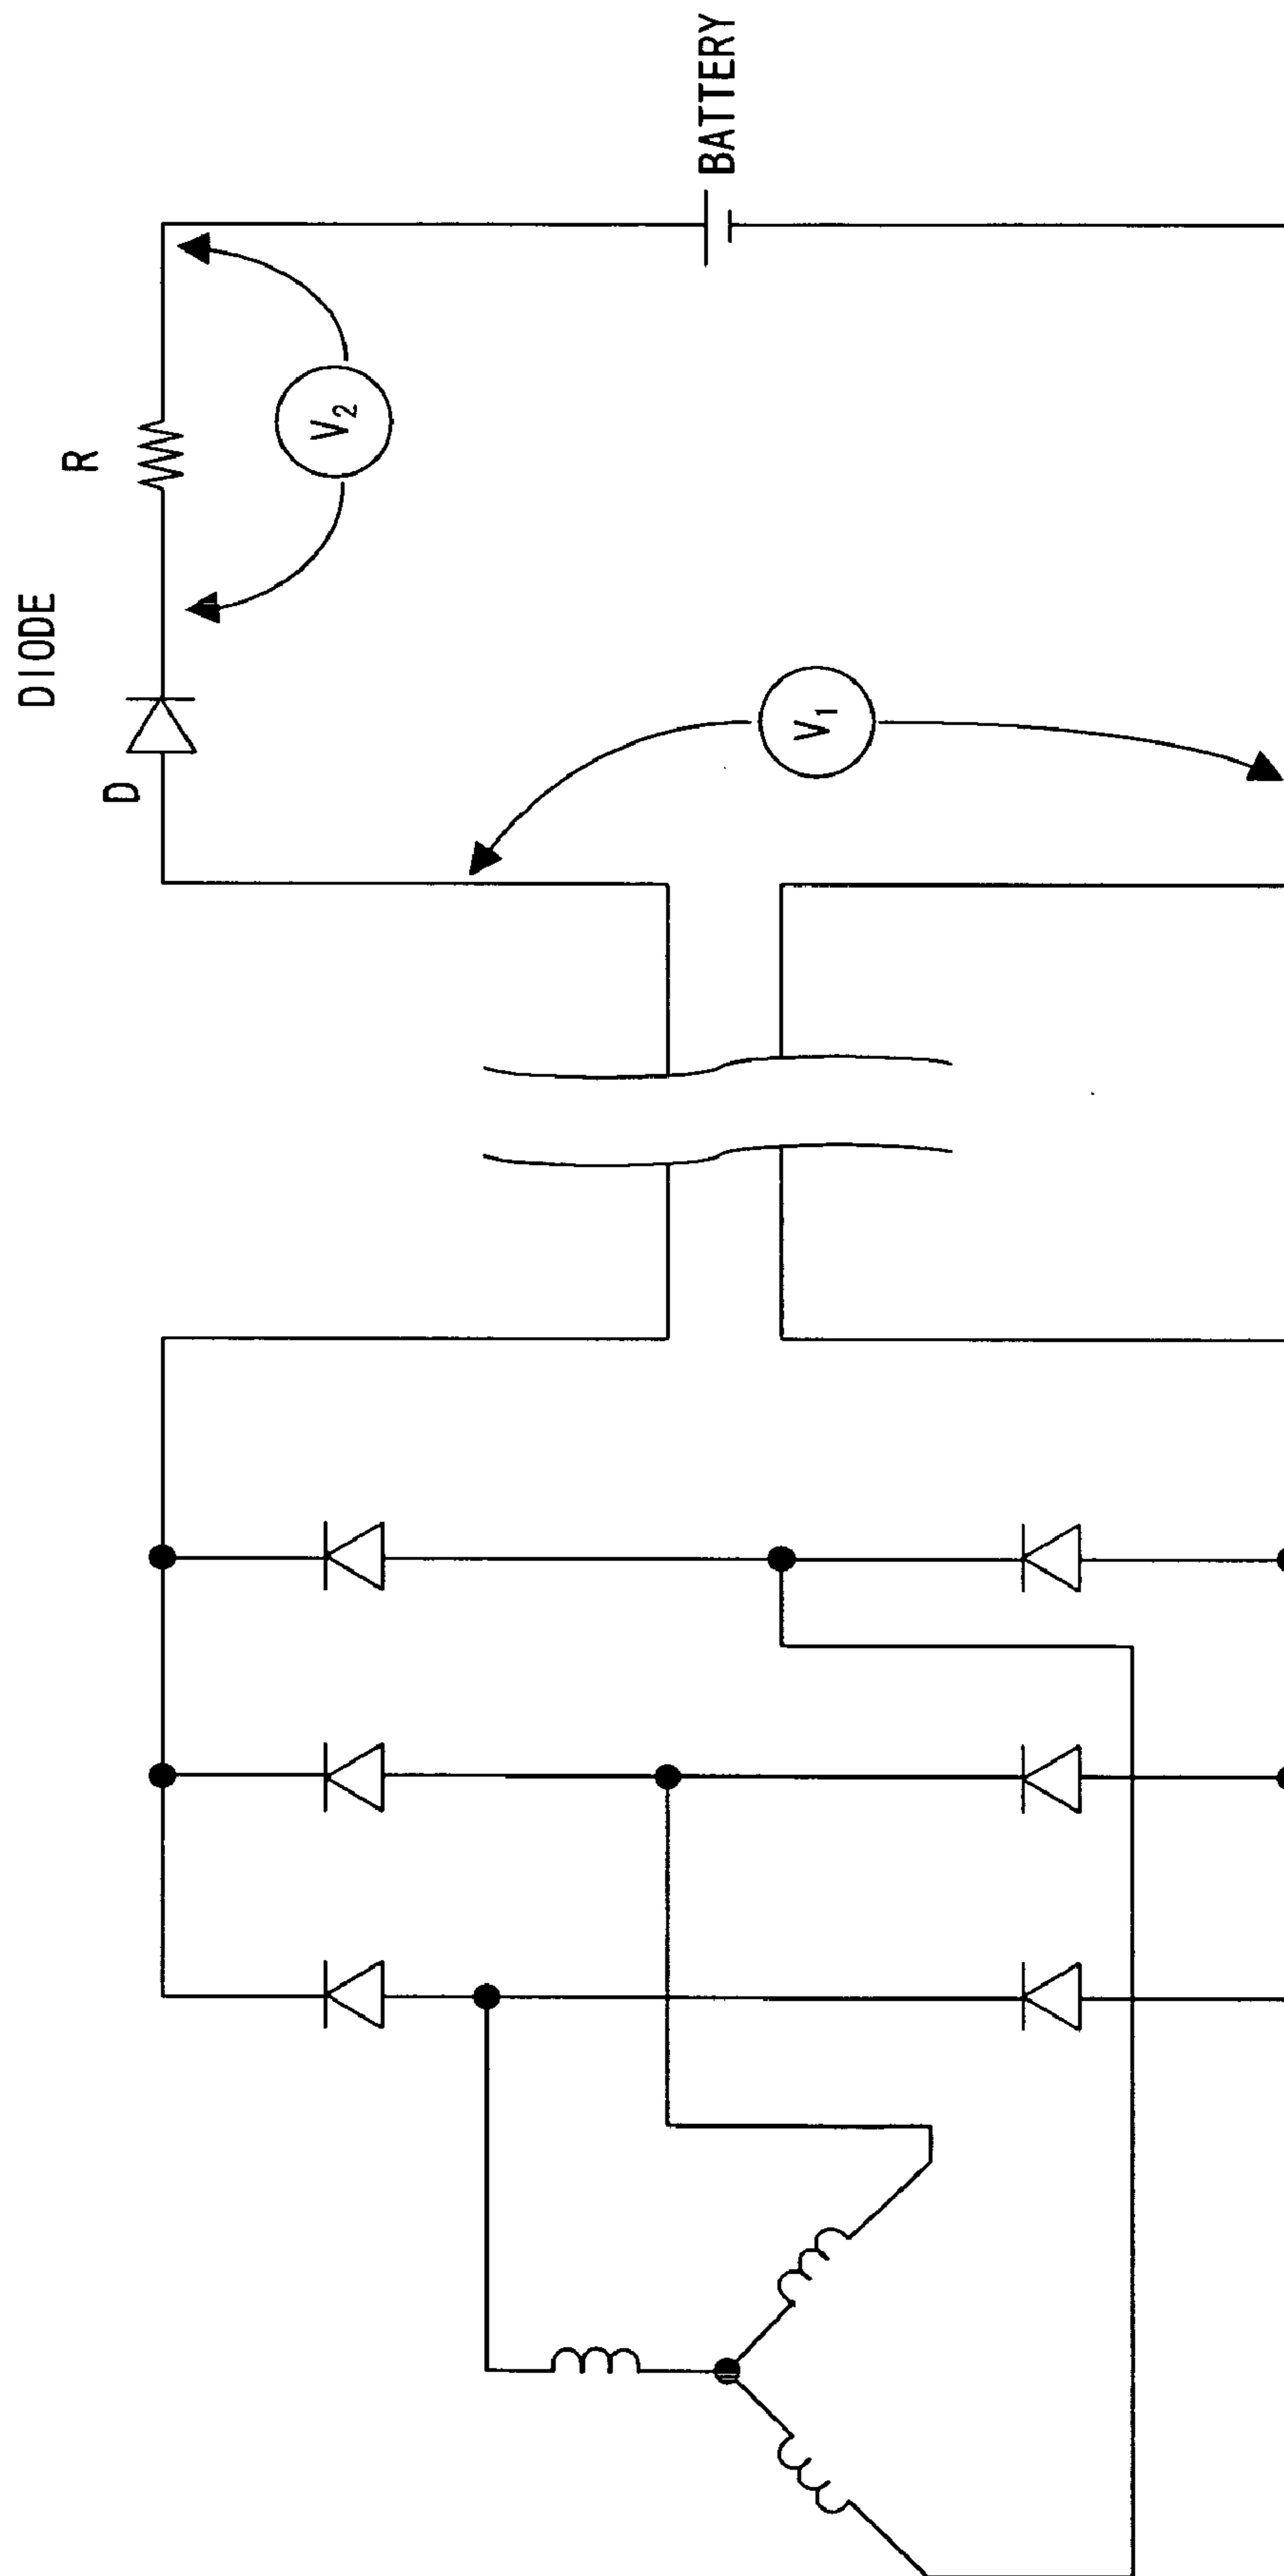 DIODE
D
R
V₂
V₁
BATTERY